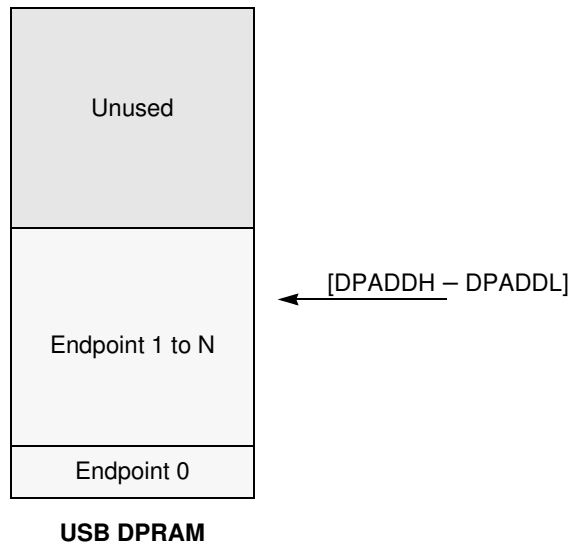 Unused
[DPADDH – DPADDL]
Endpoint 1 to N
Endpoint 0
USB DPRAM